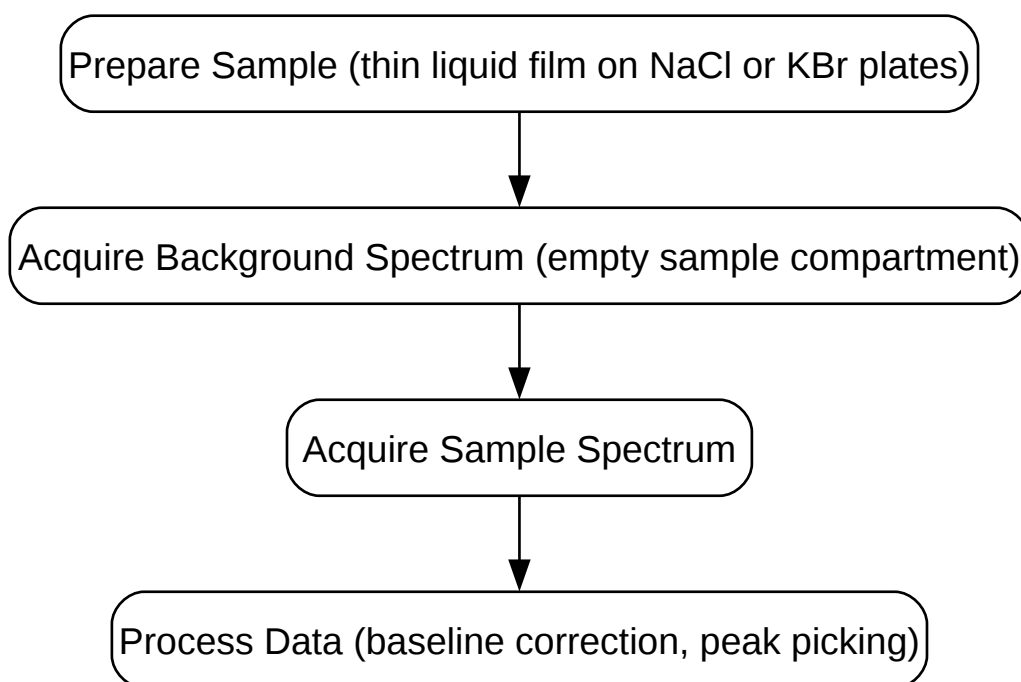 Prepare Sample (thin liquid film on NaCl or KBr plates)
Acquire Background Spectrum (empty sample compartment)
Acquire Sample Spectrum
Process Data (baseline correction, peak picking)